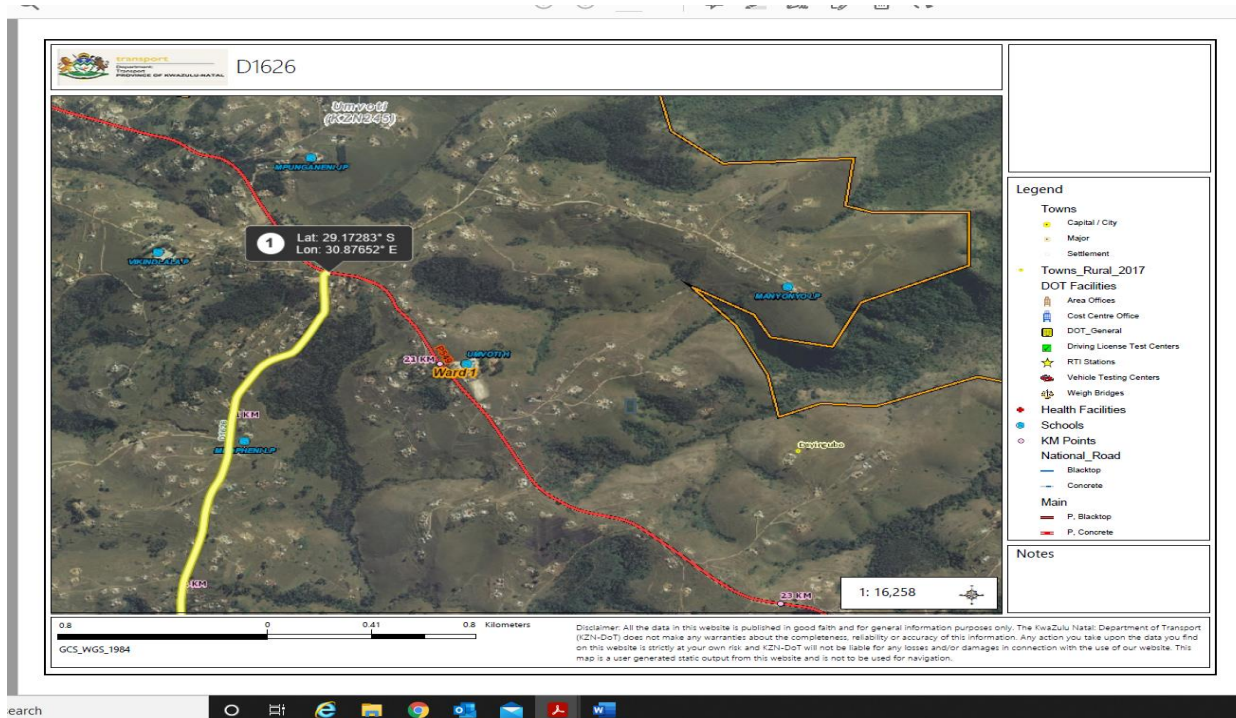 transport
Department:
Transport
PROVINCE OF KWAZULU-NATAL
D1626
Umvoti
(KZN245)
MPUNGANENI JP
1
Lat: 29.17283° S
Lon: 30.87652° E
VIKINDLALA P
MANYONYO LP
23 KM
UMVOTI H
Ward 1
KM
KM
23 KM
1: 16,258
Legend
Towns
Capital / City
Major
Settlement
Towns_Rural_2017
DOT Facilities
Area Offices
Cost Centre Office
DOT_General
Driving License Test Centers
RTI Stations
Vehicle Testing Centers
Weigh Bridges
Health Facilities
Schools
KM Points
National_Road
Blacktop
Concrete
Main
P, Blacktop
P, Concrete
Notes
0.8 0 0.41 0.8 Kilometers
GCS_WGS_1984
Disclaimer: All the data in this website is published in good faith and for general information purposes only. The KwaZulu Natal: Department of Transport
(KZN-DoT) does not make any warranties about the completeness, reliability or accuracy of this information. Any action you take upon the data you find
on this website is strictly at your own risk and KZN-DoT will not be liable for any losses and/or damages in connection with the use of our website. This
map is a user generated static output from this website and is not to be used for navigation.
earch